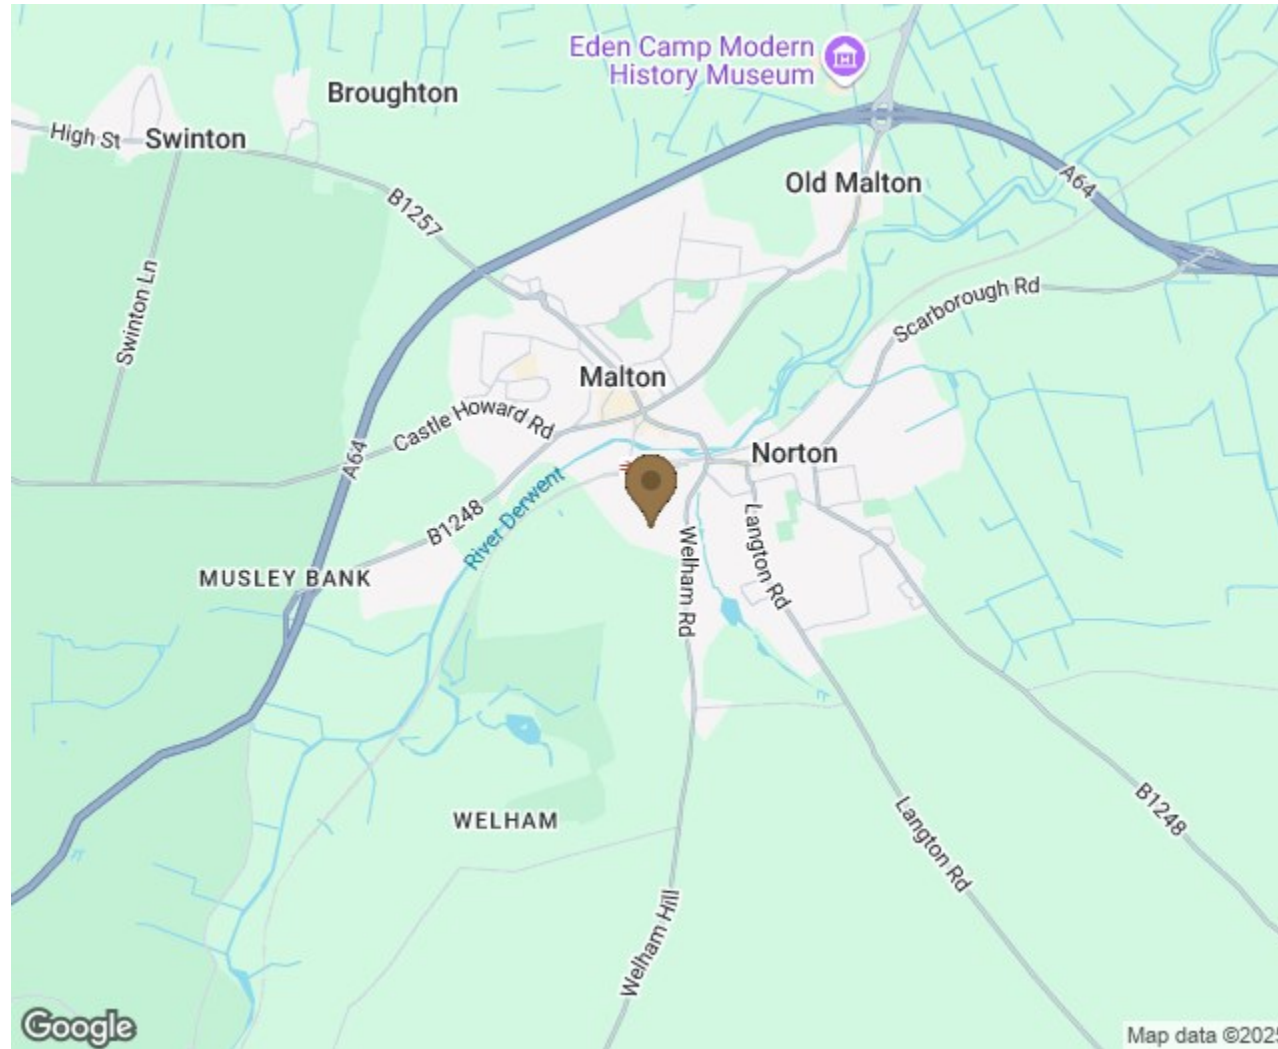 Eden Camp Modern
History Museum
Broughton
High St
Swinton
B1257
Old Malton
A64
Swinton Ln
Scarborough Rd
Malton
Castle Howard Rd
A64
Norton
River Derwent
B1248
Langton Rd
Welham Rd
MUSLEY BANK
WELHAM
B1248
Langton Rd
Welham Hill
Google
Map data ©2025